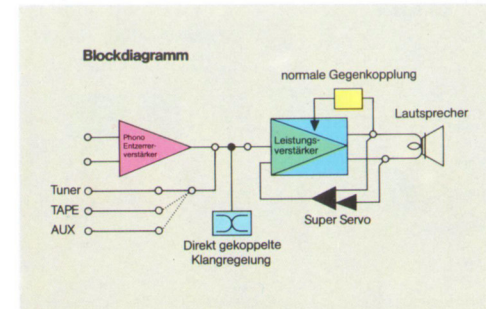 Blockdiagramm
normale Gegenkopplung
Lautsprecher
Phono
Entzerrer-
verstärker
Leistungs-
verstärker
Tuner
TAPE
AUX
Super Servo
Direkt gekoppelte
Klangregelung